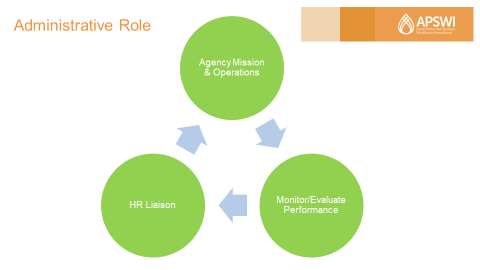 Administrative Role
APSWI
Agency Mission
& Operations
HR Liaison
Monitor/Evaluate
Performance